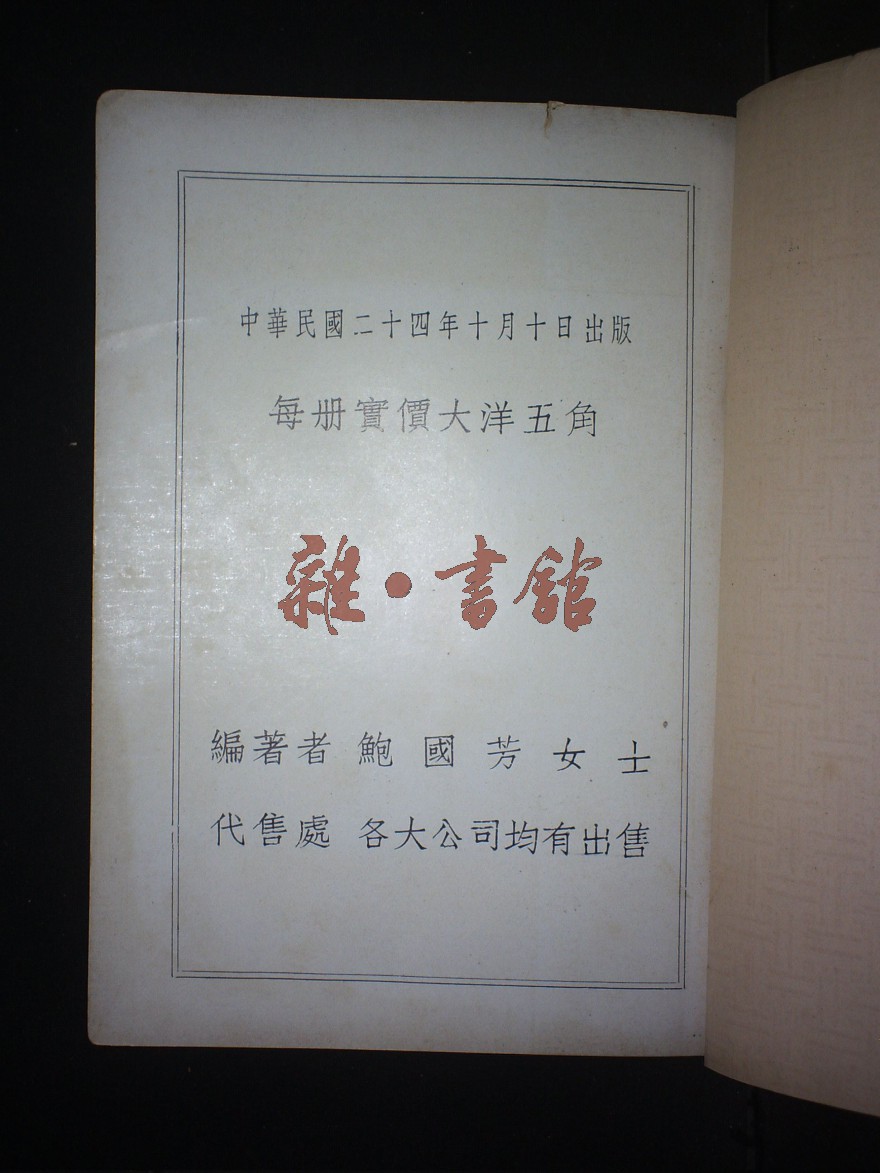 中華民國二十四年十月十日出版
每册實價大洋五角
雜·書館
編著者 鮑國芳女士
代售處 各大公司均有出售